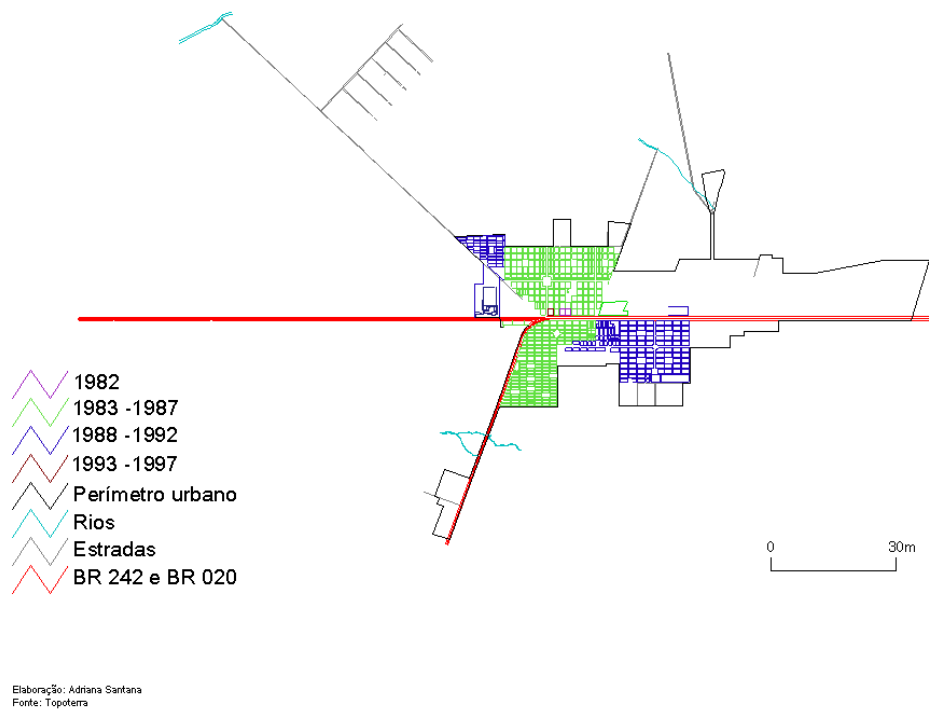 1982
1983 -1987
1988 -1992
1993 -1997
Perímetro urbano
Rios
Estradas
BR 242 e BR 020
0 30m
Elaboração: Adriana Santana
Fonte: Topoterra